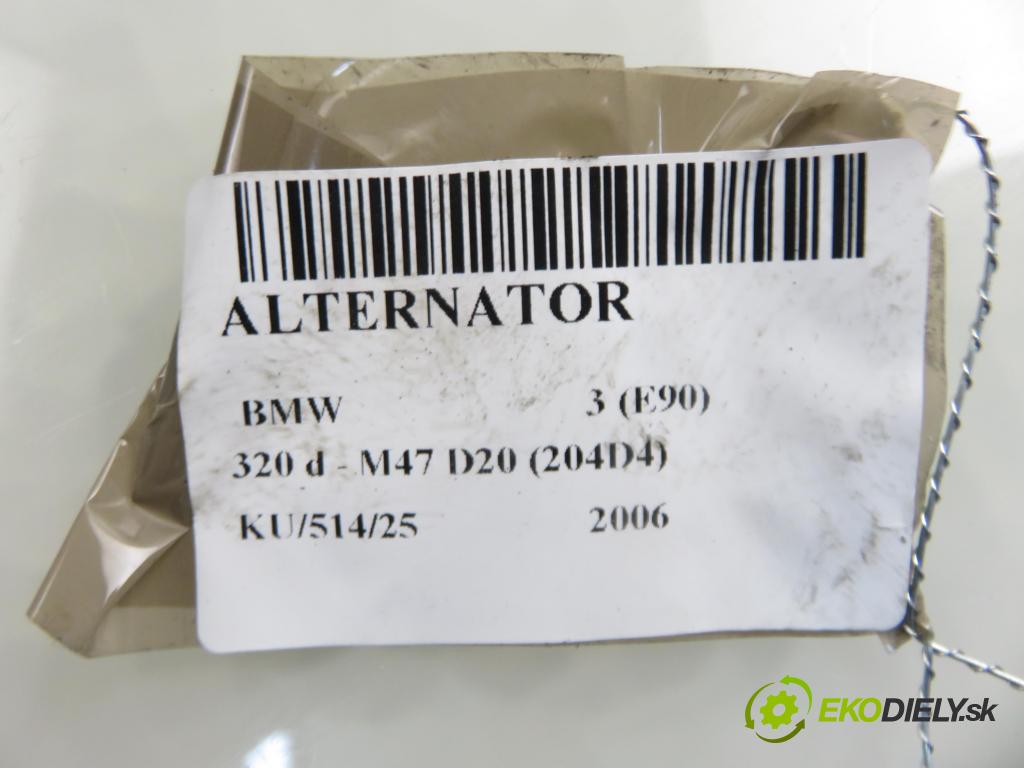 ALTERNATOR
BMW 3 (E90)
320 d - M47 D20 (204D4)
KU/514/25 2006
EKODIELY.sk